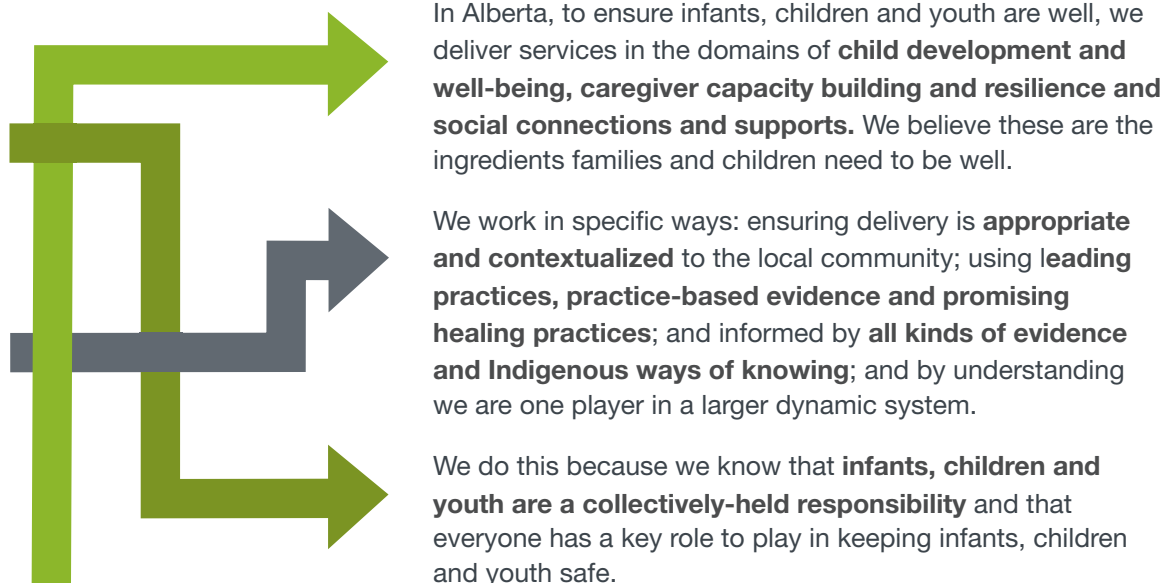 In Alberta, to ensure infants, children and youth are well, we
deliver services in the domains of child development and
well-being, caregiver capacity building and resilience and
social connections and supports. We believe these are the
ingredients families and children need to be well.
We work in specific ways: ensuring delivery is appropriate
and contextualized to the local community; using leading
practices, practice-based evidence and promising
healing practices; and informed by all kinds of evidence
and Indigenous ways of knowing; and by understanding
we are one player in a larger dynamic system.
We do this because we know that infants, children and
youth are a collectively-held responsibility and that
everyone has a key role to play in keeping infants, children
and youth safe.